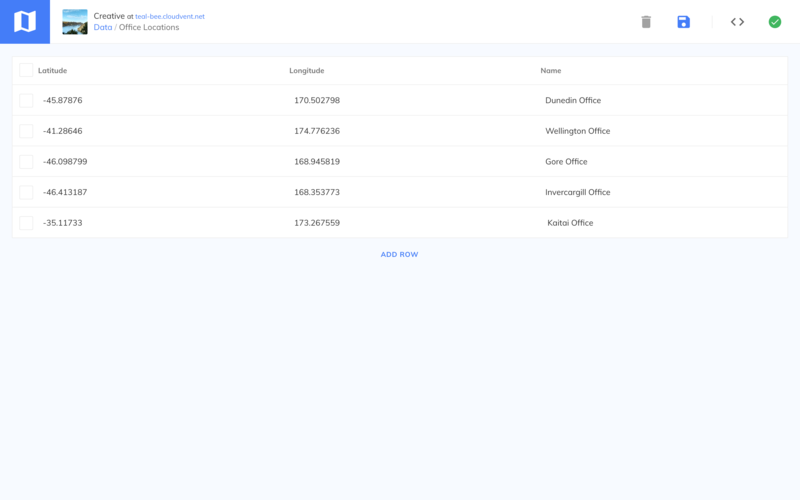 Creative at teal-bee.cloudvent.net
Data / Office Locations
Latitude Longitude Name
-45.87876 170.502798 Dunedin Office
-41.28646 174.776236 Wellington Office
-46.098799 168.945819 Gore Office
-46.413187 168.353773 Invercargill Office
-35.11733 173.267559 Kaitai Office
ADD ROW